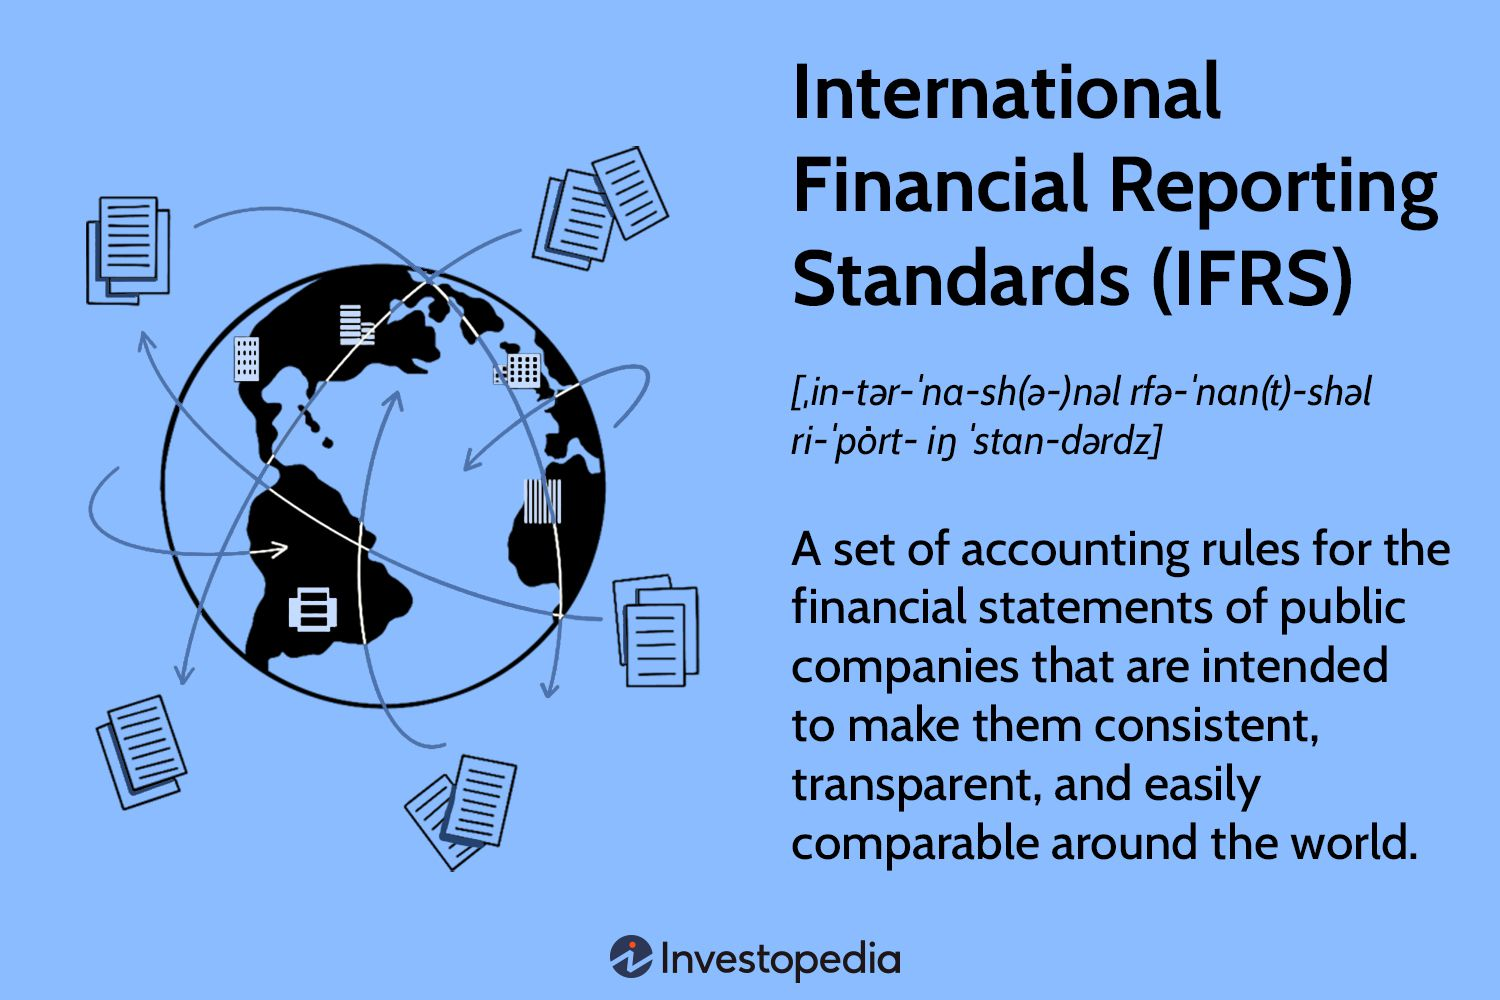 International
Financial Reporting
Standards (IFRS)
[ˌin-tər-ˈna-sh(ə-)nəl rfə-ˈnan(t)-shəl
ri-ˈpȯrt- iŋ ˈstan-dərdz]
A set of accounting rules for the
financial statements of public
companies that are intended
to make them consistent,
transparent, and easily
comparable around the world.
Investopedia